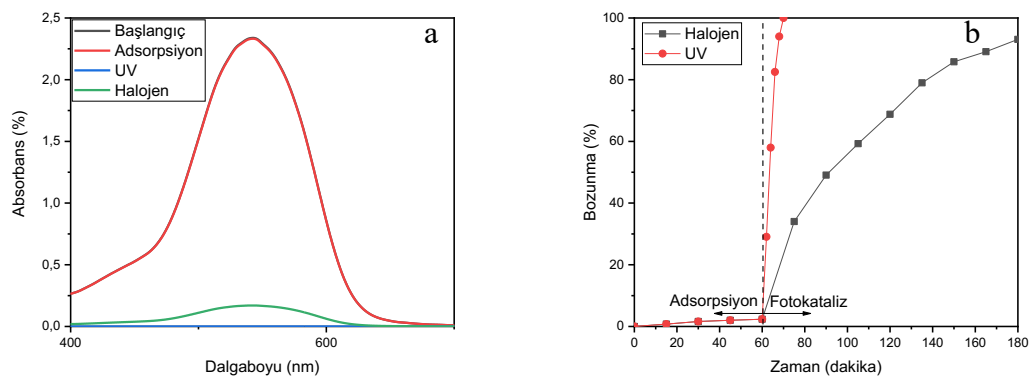 a
Başlangıç
Adsorpsiyon
UV
Halojen
2,5
2,0
1,5
1,0
0,5
0,0
Absorbans (%)
400
600
Dalgaboyu (nm)
b
Halojen
UV
100
80
60
40
20
0
Bozunma (%)
Adsorpsiyon
Fotokataliz
0 20 40 60 80 100 120 140 160 180
Zaman (dakika)